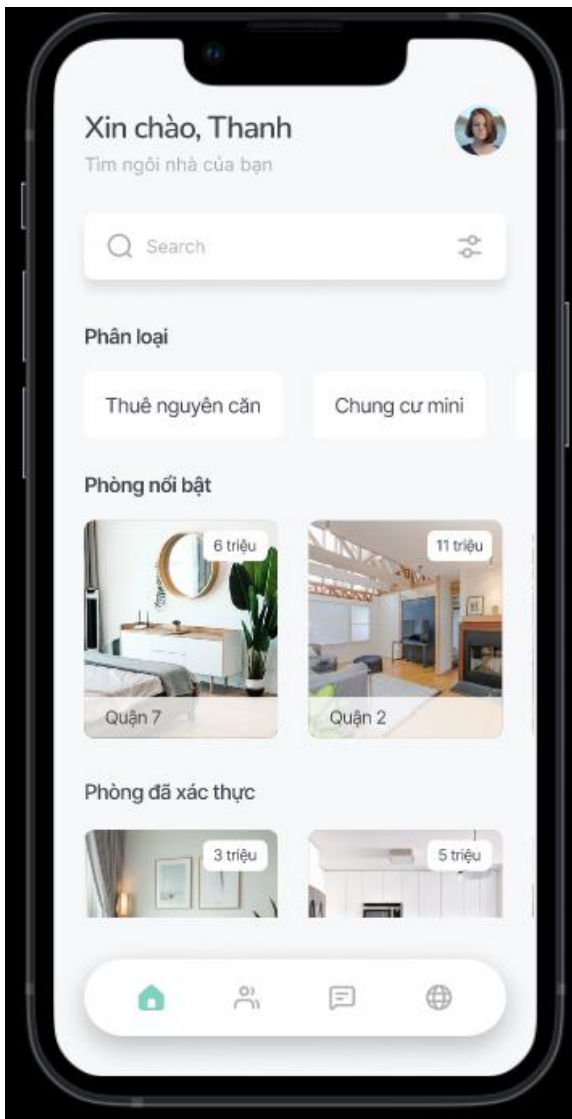 Xin chào, Thanh
Tìm ngôi nhà của bạn
Search
Phân loại
Thuê nguyên căn
Chung cư mini
Phòng nổi bật
6 triệu
11 triệu
Quận 7
Quận 2
Phòng đã xác thực
3 triệu
5 triệu